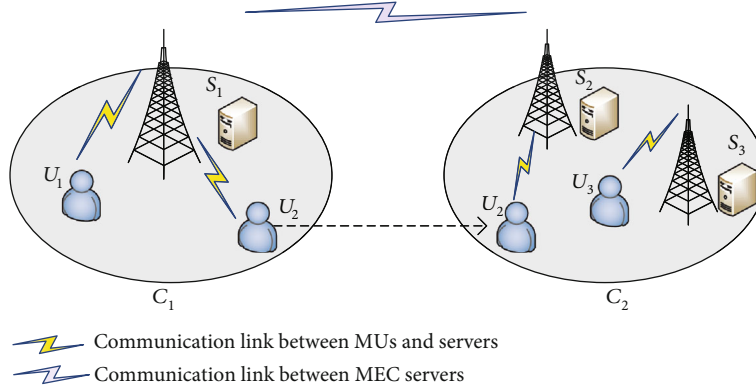 S1
S2
S3
U1
U2
U2
U3
C1
C2
Communication link between MUs and servers
Communication link between MEC servers